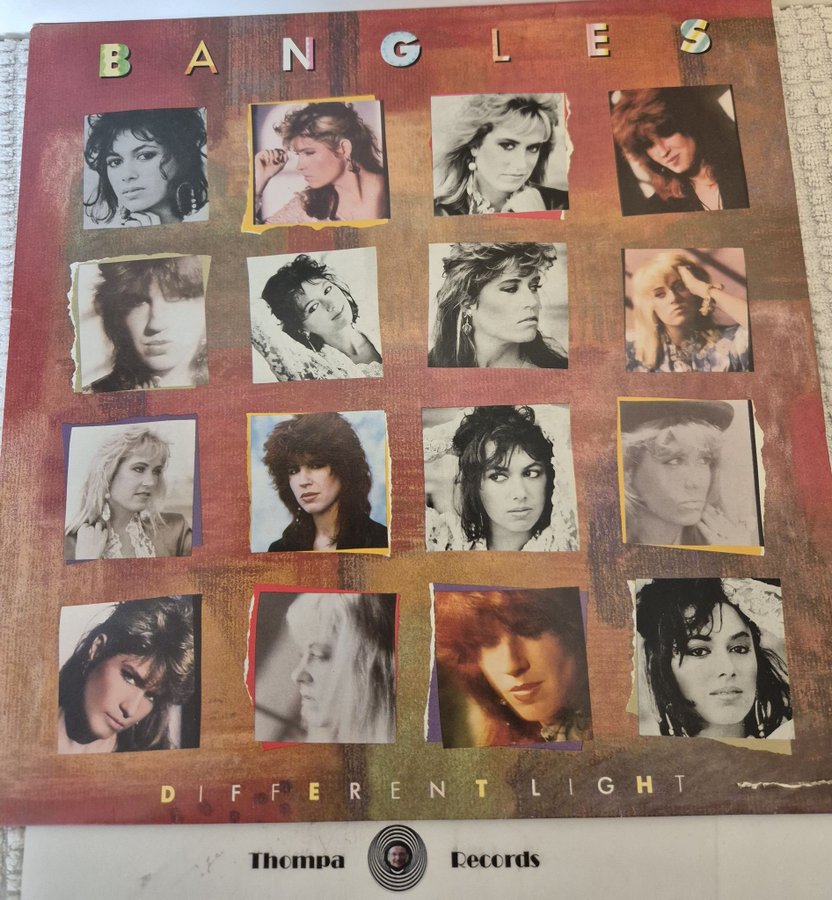 BANGLES
DIFFERENT LIGHT
Thompa Records